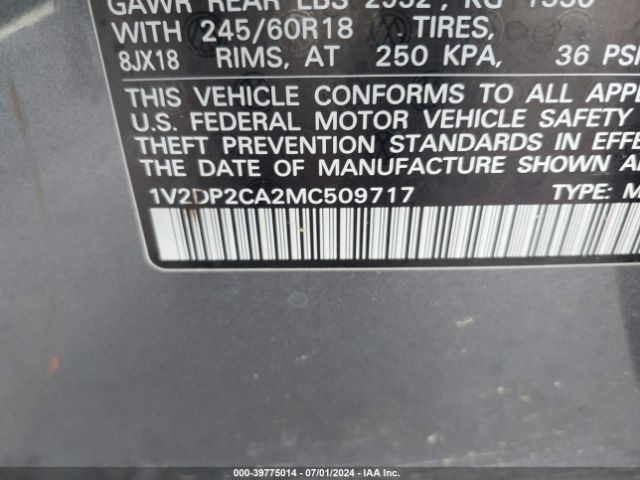 GAWR REAR LBS 2932, KG 1330
WITH 245/60R18 TIRES,
8JX18 RIMS, AT 250 KPA, 36 PSI
THIS VEHICLE CONFORMS TO ALL APPL
U.S. FEDERAL MOTOR VEHICLE SAFETY
THEFT PREVENTION STANDARDS IN EFFE
THE DATE OF MANUFACTURE SHOWN A
1V2DP2CA2MC509717 TYPE: M
000-39775014 - 07/01/2024 - IAA Inc.